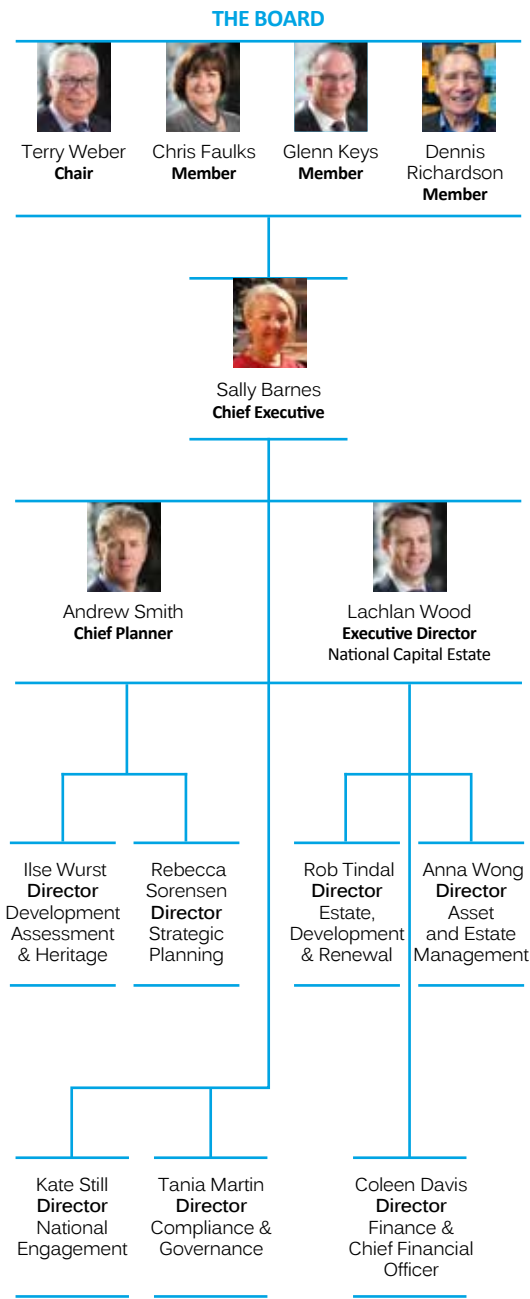 THE BOARD
Terry Weber
Chair
Chris Faulks
Member
Glenn Keys
Member
Dennis
Richardson
Member
Sally Barnes
Chief Executive
Andrew Smith
Chief Planner
Lachlan Wood
Executive Director
National Capital Estate
Ilse Wurst
Director
Development
Assessment
& Heritage
Rebecca
Sorensen
Director
Strategic
Planning
Rob Tindal
Director
Estate,
Development
& Renewal
Anna Wong
Director
Asset
and Estate
Management
Kate Still
Director
National
Engagement
Tania Martin
Director
Compliance &
Governance
Coleen Davis
Director
Finance &
Chief Financial
Officer